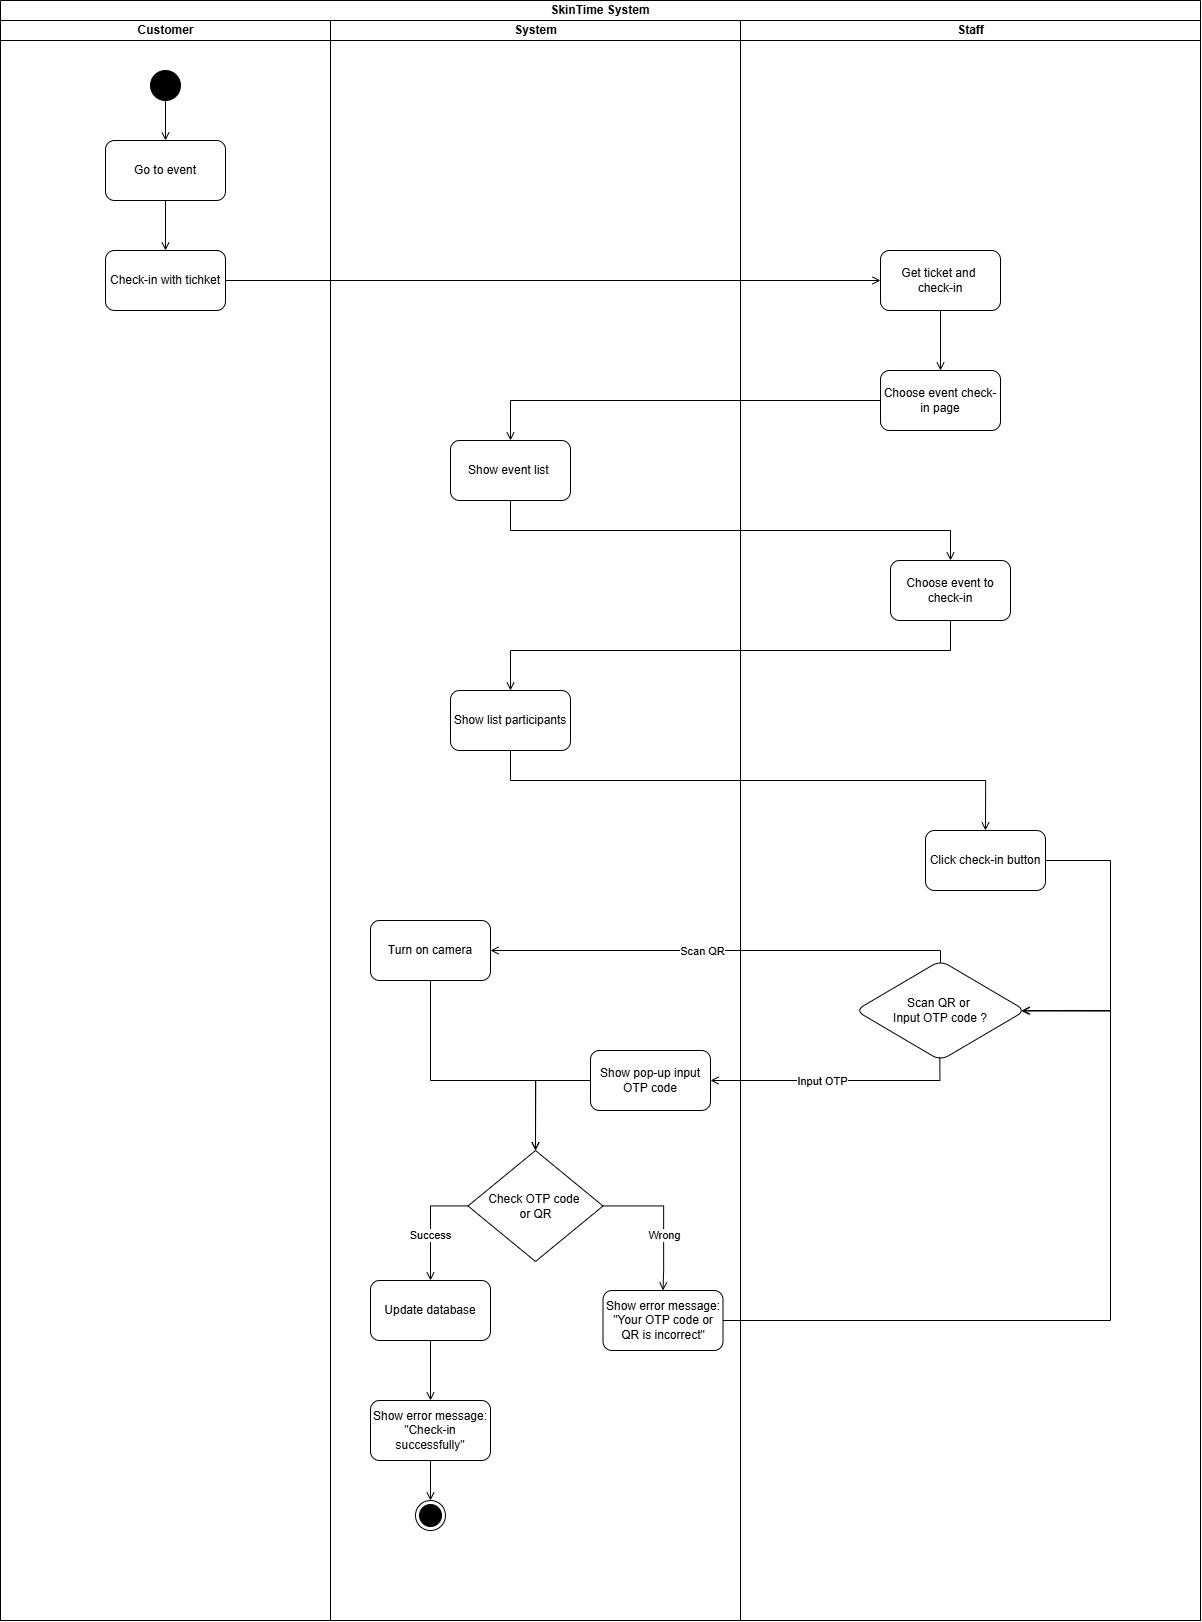 SkinTime System
Customer
System
Staff
Go to event
Check-in with tichket
Get ticket and
check-in
Choose event check-
in page
Show event list
Choose event to
check-in
Show list participants
Click check-in button
Turn on camera
Scan QR
Scan QR or
Input OTP code ?
Show pop-up input
OTP code
Input OTP
Check OTP code
or QR
Success
Wrong
Update database
Show error message:
"Your OTP code or
QR is incorrect"
Show error message:
"Check-in
successfully"